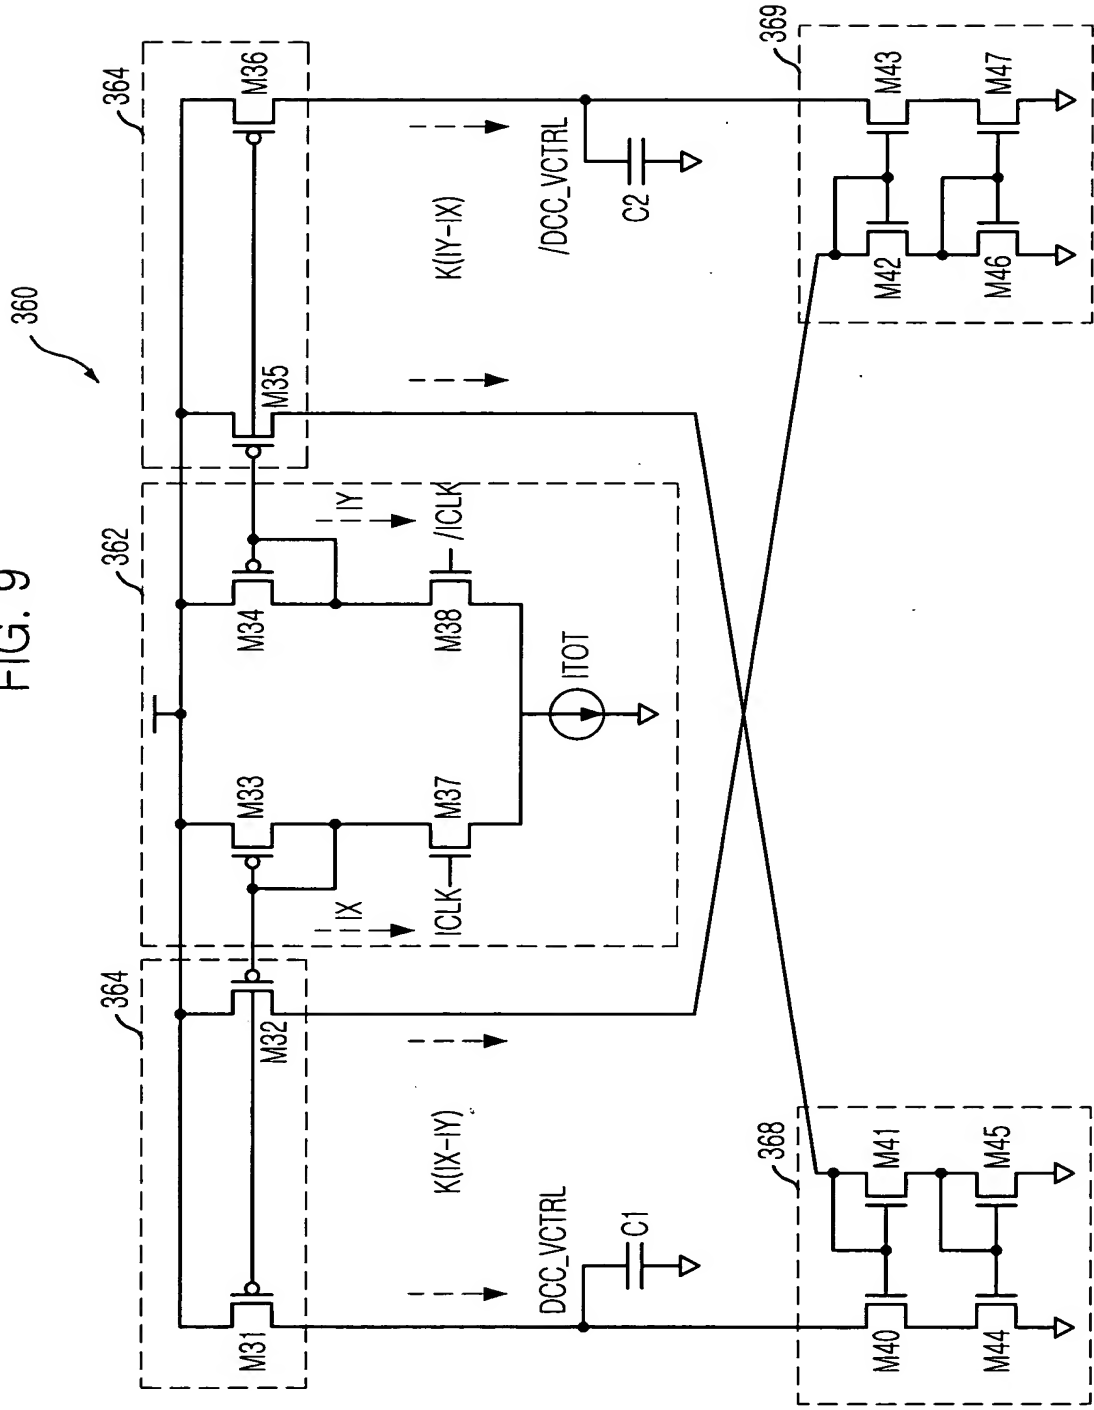 FIG. 9
360
364
362
364
M31
M32
M33
M34
M35
M36
IX
IY
ICLK
M37
M38
/ICLK
ITOT
K(IX-IY)
K(IY-IX)
DCC_VCTRL
C1
/DCC_VCTRL
C2
368
369
M40
M41
M42
M43
M44
M45
M46
M47